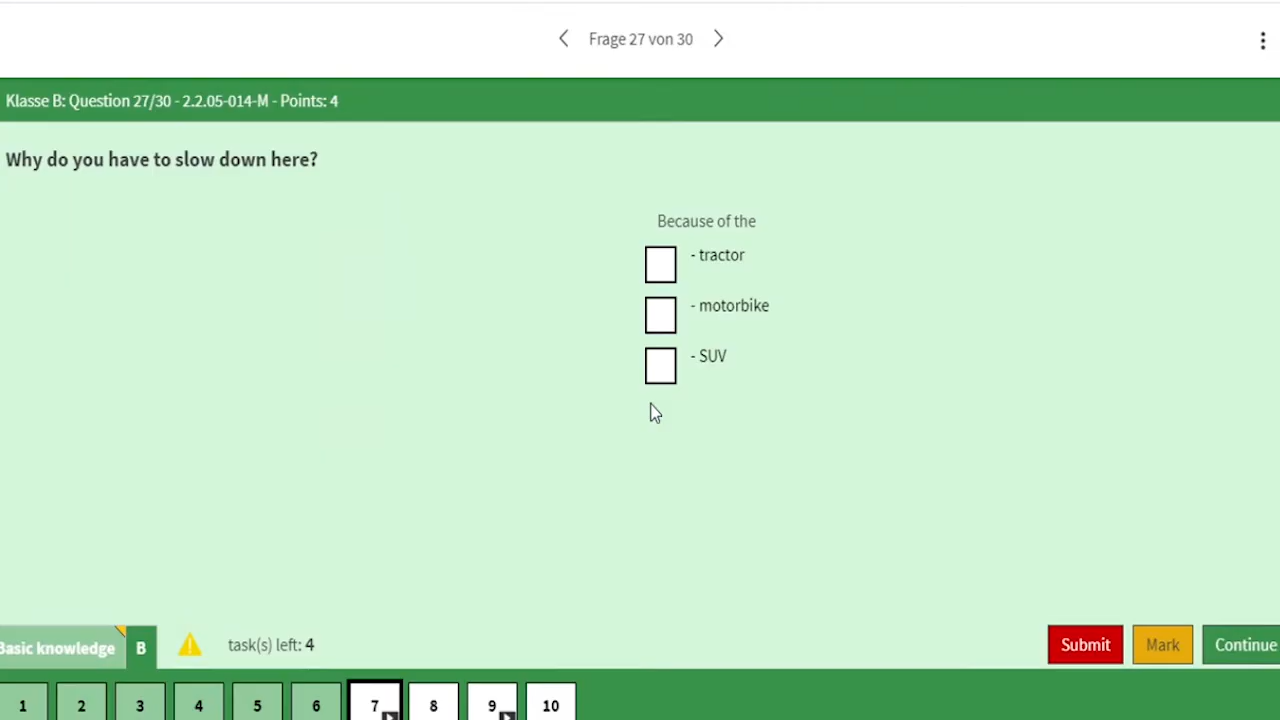 Frage 27 von 30
Klasse B: Question 27/30 - 2.2.05-014-M - Points: 4
Why do you have to slow down here?
Because of the
- tractor
- motorbike
- SUV
Basic knowledge
B
task(s) left: 4
Submit
Mark
Continue
1 2 3 4 5 6 7 8 9 10